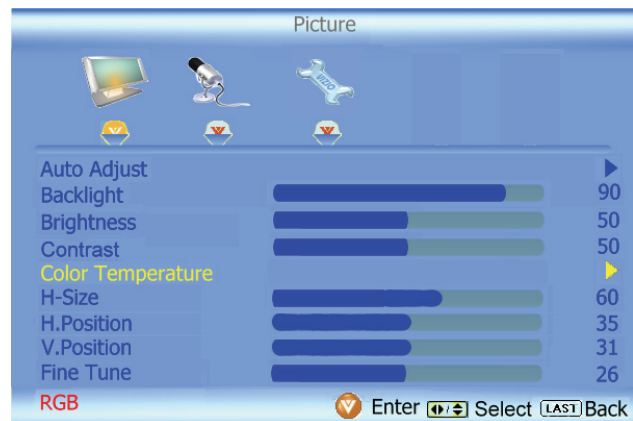 Picture
VIZIO
Auto Adjust
Backlight 90
Brightness 50
Contrast 50
Color Temperature
H-Size 60
H.Position 35
V.Position 31
Fine Tune 26
RGB Enter Select LAST Back